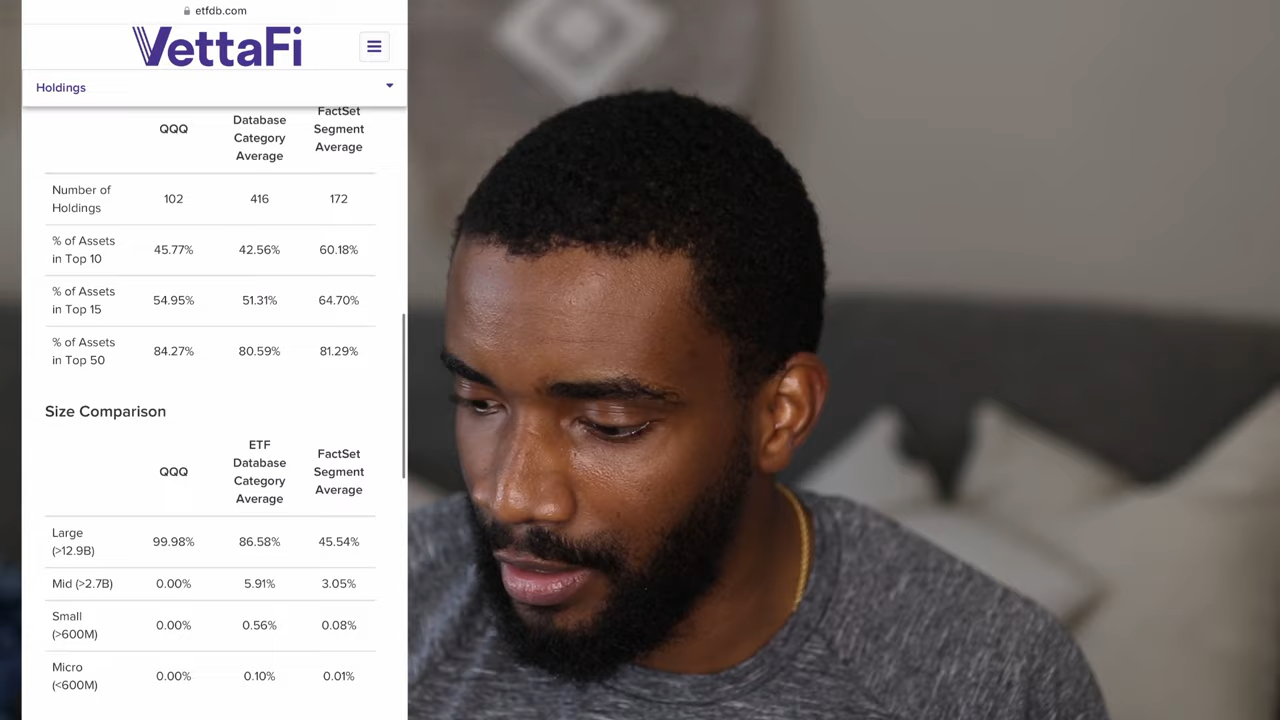 etfdb.com
VettaFi
Holdings
QQQ
Database
Category
Average
FactSet
Segment
Average
Number of
Holdings
102
416
172
% of Assets
in Top 10
45.77%
42.56%
60.18%
% of Assets
in Top 15
54.95%
51.31%
64.70%
% of Assets
in Top 50
84.27%
80.59%
81.29%
Size Comparison
QQQ
ETF
Database
Category
Average
FactSet
Segment
Average
Large
(>12.9B)
99.98%
86.58%
45.54%
Mid (>2.7B)
0.00%
5.91%
3.05%
Small
(>600M)
0.00%
0.56%
0.08%
Micro
(<600M)
0.00%
0.10%
0.01%